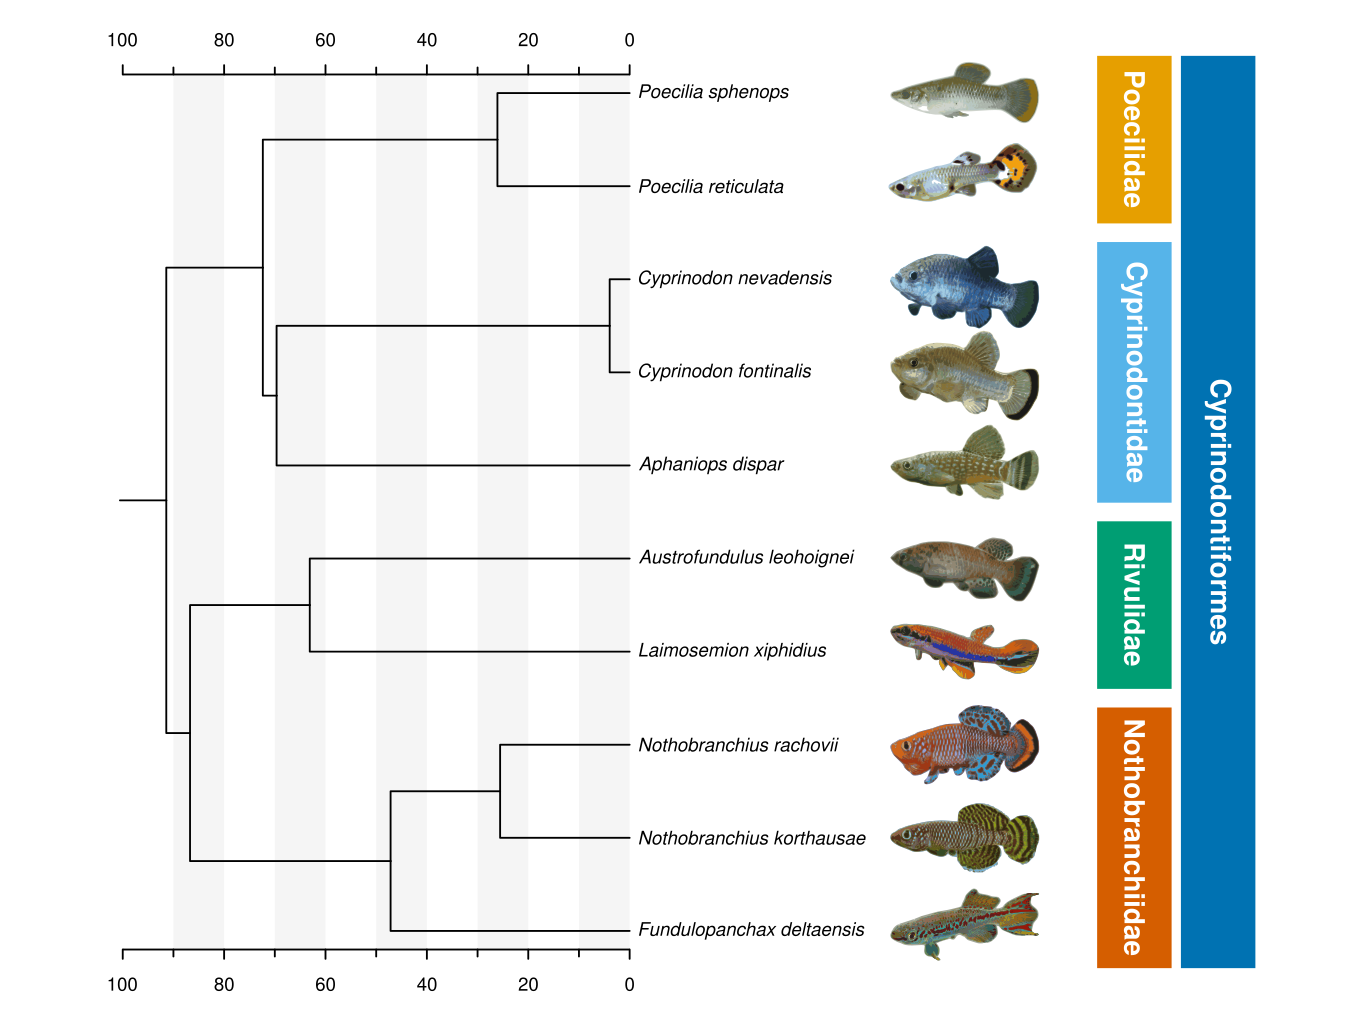 100 80 60 40 20 0
Poecilia sphenops
Poecilia reticulata
Cyprinodon nevadensis
Cyprinodon fontinalis
Aphaniops dispar
Austrofundulus leohoignei
Laimosemion xiphidius
Nothobranchius rachovii
Nothobranchius korthausae
Fundulopanchax deltaensis
100 80 60 40 20 0
Poecilidae
Cyprinodontidae
Rivulidae
Nothobranchiidae
Cyprinodontiformes